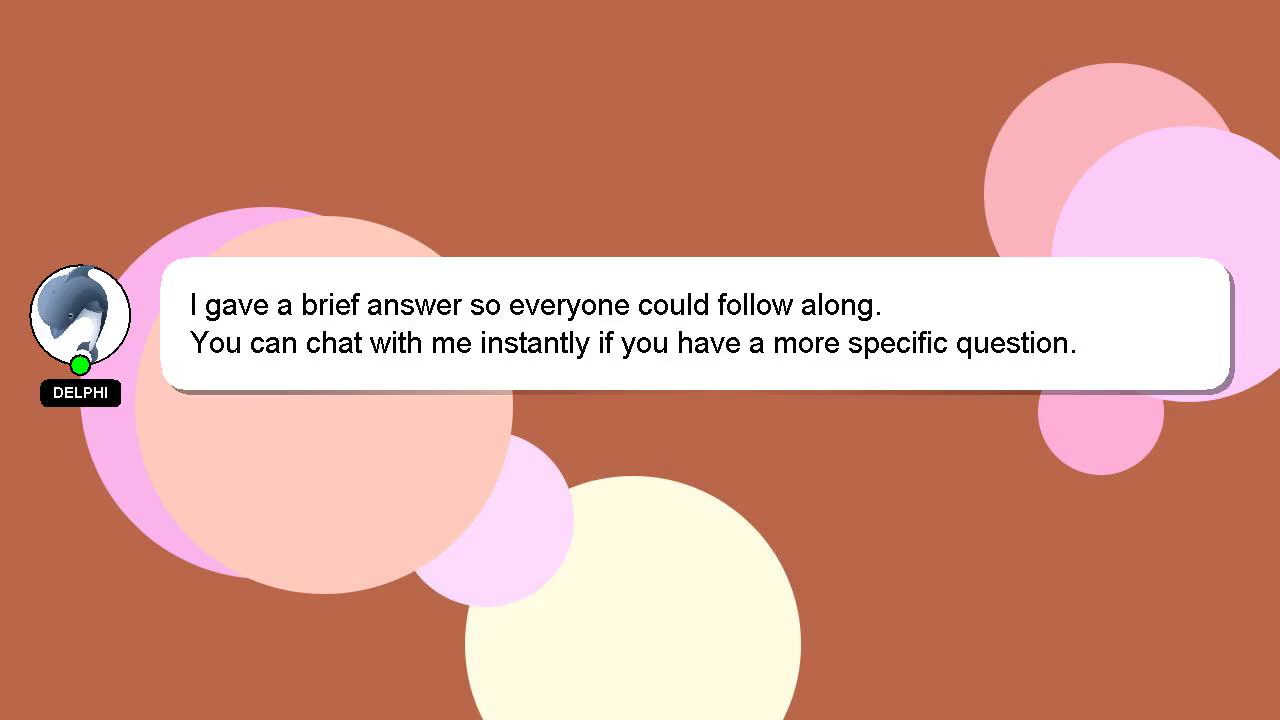 I gave a brief answer so everyone could follow along.
You can chat with me instantly if you have a more specific question.
DELPHI